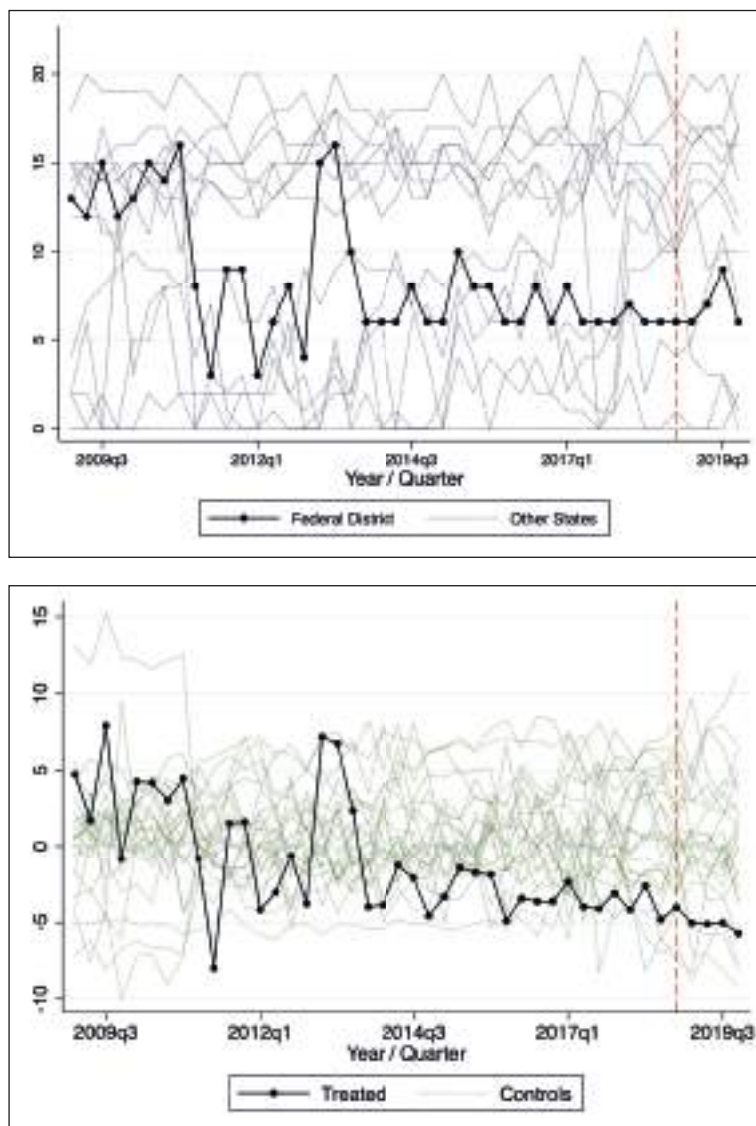 20
15
10
5
0
2009q3 2012q1 2014q3 2017q1 2019q3
Year / Quarter
Federal District Other States
15
10
5
0
-5
-10
2009q3 2012q1 2014q3 2017q1 2019q3
Year / Quarter
Treated Controls